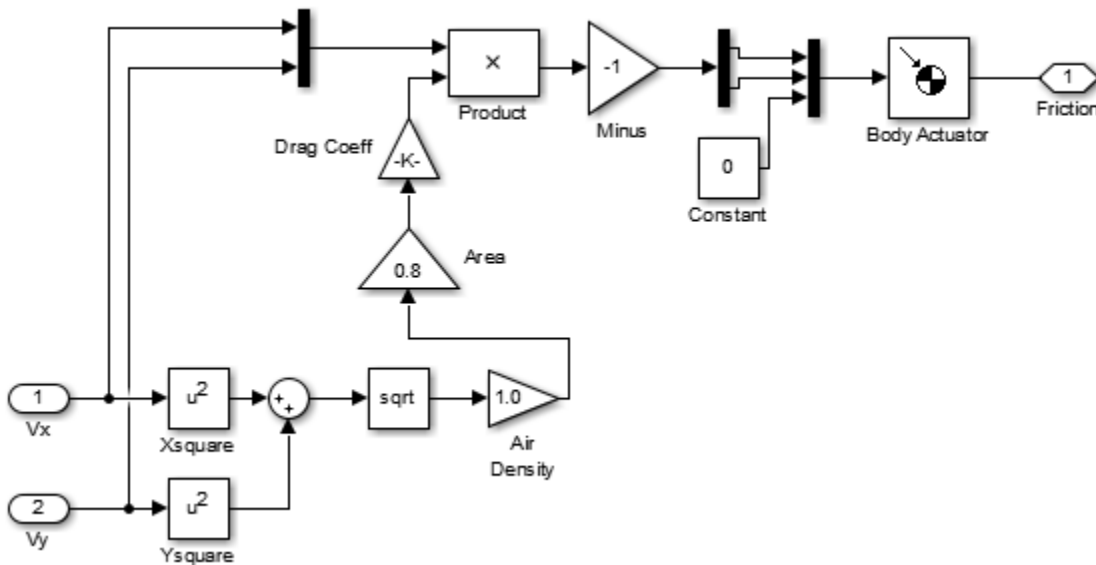 ×
Product
-1
Minus
Body Actuator
1
Friction
Drag Coeff
-K-
0
Constant
0.8
Area
1
Vx
u2
Xsquare
+
+
sqrt
1.0
Air
Density
2
Vy
u2
Ysquare